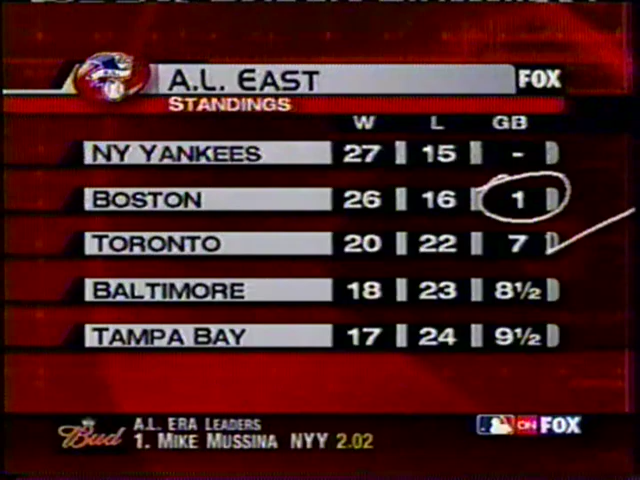 A.L. EAST
FOX
STANDINGS
W L GB
NY YANKEES 27 15 -
BOSTON 26 16 1
TORONTO 20 22 7
BALTIMORE 18 23 8½
TAMPA BAY 17 24 9½
Bud
A.L. ERA LEADERS
1. MIKE MUSSINA NYY 2.02
ON FOX